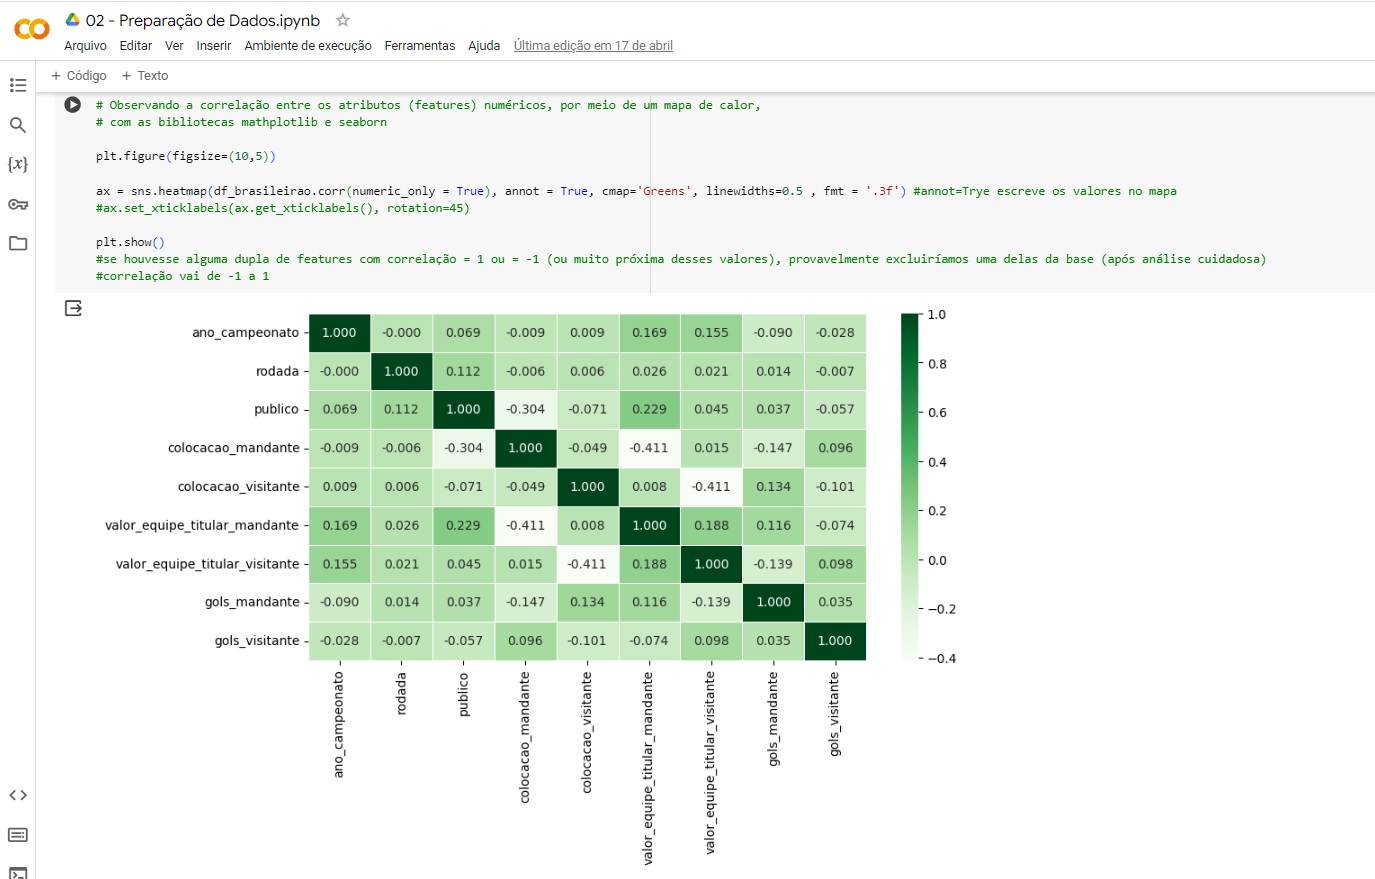 02 - Preparação de Dados.ipynb
Arquivo Editar Ver Inserir Ambiente de execução Ferramentas Ajuda Última edição em 17 de abril
+ Código + Texto
# Observando a correlação entre os atributos (features) numéricos, por meio de um mapa de calor,
# com as bibliotecas mathplotlib e seaborn
plt.figure(figsize=(10,5))
ax = sns.heatmap(df_brasileirao.corr(numeric_only = True), annot = True, cmap='Greens', linewidths=0.5 , fmt = '.3f') #annot=Trye escreve os valores no mapa
#ax.set_xticklabels(ax.get_xticklabels(), rotation=45)
plt.show()
#se houvesse alguma dupla de features com correlação = 1 ou = -1 (ou muito próxima desses valores), provavelmente excluiríamos uma delas da base (após análise cuidadosa)
#correlação vai de -1 a 1
{x}
ano_campeonato 1.000 -0.000 0.069 -0.009 0.009 0.169 0.155 -0.090 -0.028
rodada -0.000 1.000 0.112 -0.006 0.006 0.026 0.021 0.014 -0.007
publico 0.069 0.112 1.000 -0.304 -0.071 0.229 0.045 0.037 -0.057
colocacao_mandante -0.009 -0.006 -0.304 1.000 -0.049 -0.411 0.015 -0.147 0.096
colocacao_visitante 0.009 0.006 -0.071 -0.049 1.000 0.008 -0.411 0.134 -0.101
valor_equipe_titular_mandante 0.169 0.026 0.229 -0.411 0.008 1.000 0.188 0.116 -0.074
valor_equipe_titular_visitante 0.155 0.021 0.045 0.015 -0.411 0.188 1.000 -0.139 0.098
gols_mandante -0.090 0.014 0.037 -0.147 0.134 0.116 -0.139 1.000 0.035
gols_visitante -0.028 -0.007 -0.057 0.096 -0.101 -0.074 0.098 0.035 1.000
ano_campeonato
rodada
publico
colocacao_mandante
colocacao_visitante
valor_equipe_titular_mandante
valor_equipe_titular_visitante
gols_mandante
gols_visitante
1.0
0.8
0.6
0.4
0.2
0.0
−0.2
−0.4